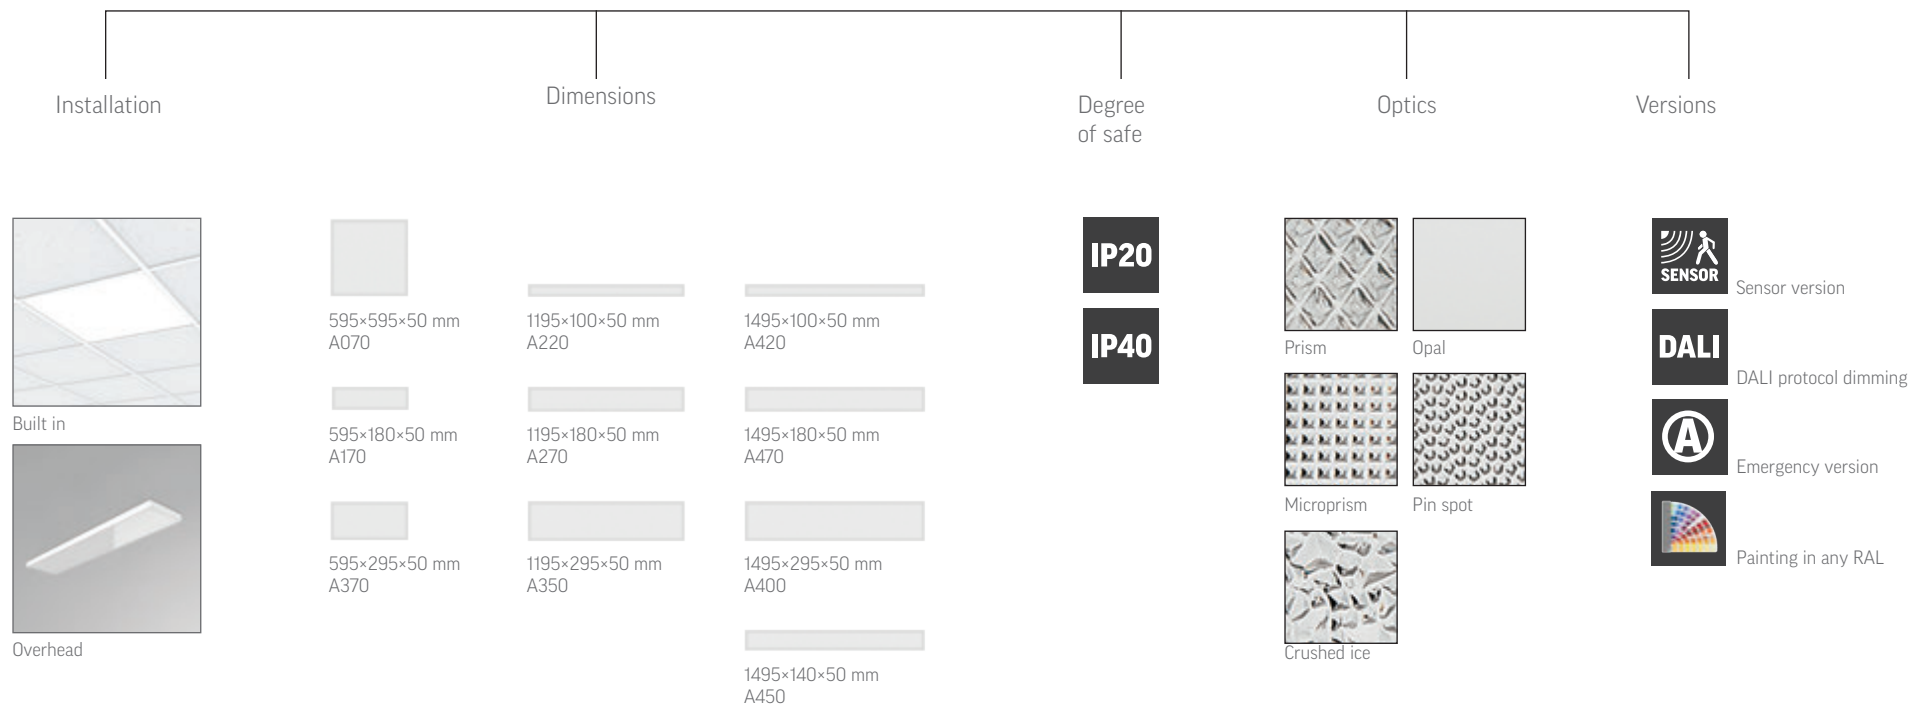 Installation
Dimensions
Degree
of safe
Optics
Versions
Built in
Overhead
595×595×50 mm
A070
595×180×50 mm
A170
595×295×50 mm
A370
1195×100×50 mm
A220
1195×180×50 mm
A270
1195×295×50 mm
A350
1495×100×50 mm
A420
1495×180×50 mm
A470
1495×295×50 mm
A400
1495×140×50 mm
A450
IP20
IP40
Prism
Opal
Microprism
Pin spot
Crushed ice
SENSOR
Sensor version
DALI
DALI protocol dimming
A
Emergency version
Painting in any RAL